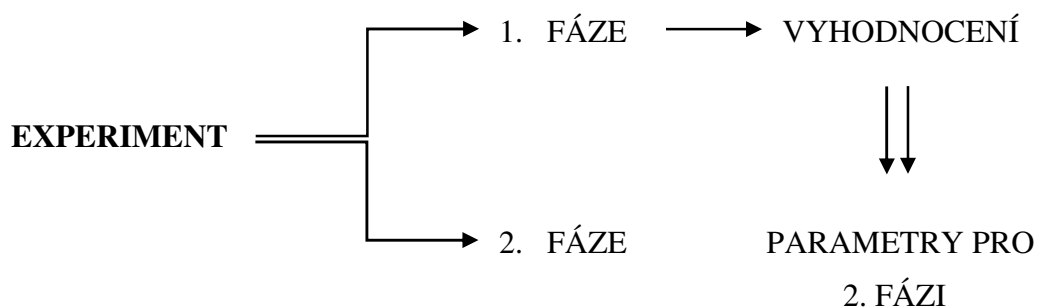 1. FÁZE
VYHODNOCENÍ
EXPERIMENT
2. FÁZE
PARAMETRY PRO
2. FÁZI